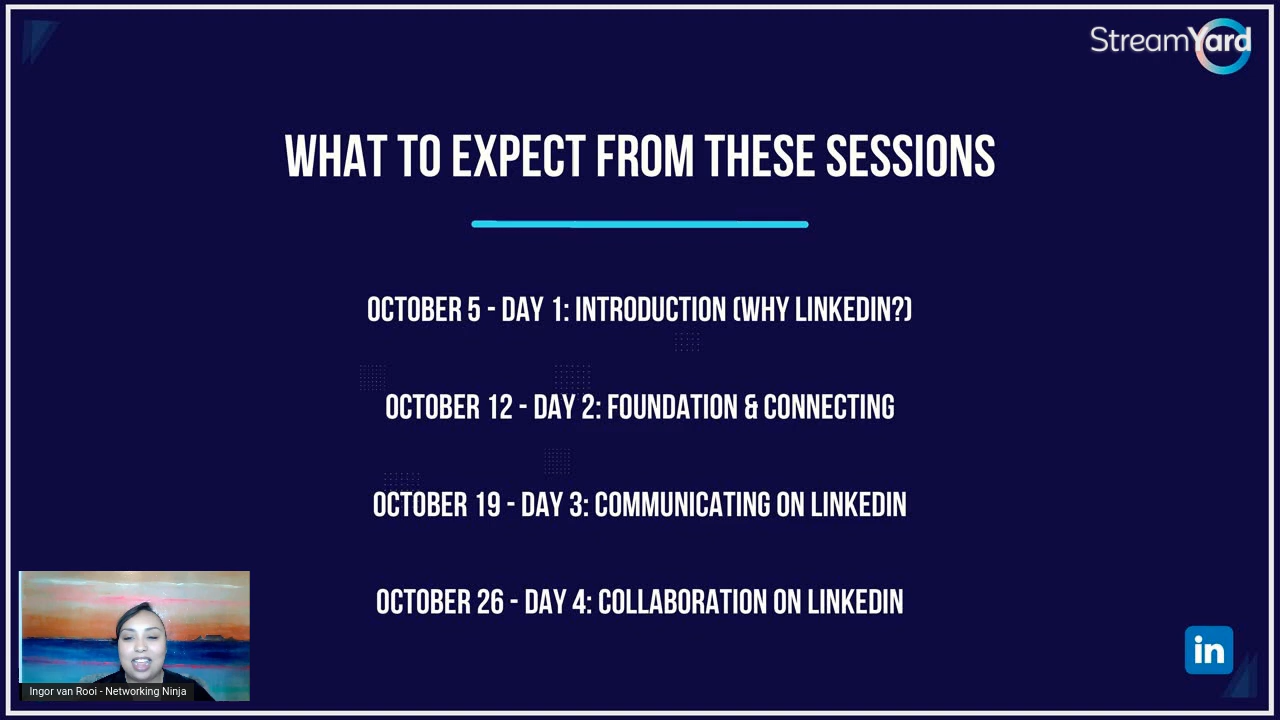 StreamYard
WHAT TO EXPECT FROM THESE SESSIONS
OCTOBER 5 - DAY 1: INTRODUCTION (WHY LINKEDIN?)
OCTOBER 12 - DAY 2: FOUNDATION & CONNECTING
OCTOBER 19 - DAY 3: COMMUNICATING ON LINKEDIN
OCTOBER 26 - DAY 4: COLLABORATION ON LINKEDIN
Ingor van Rooi - Networking Ninja
in